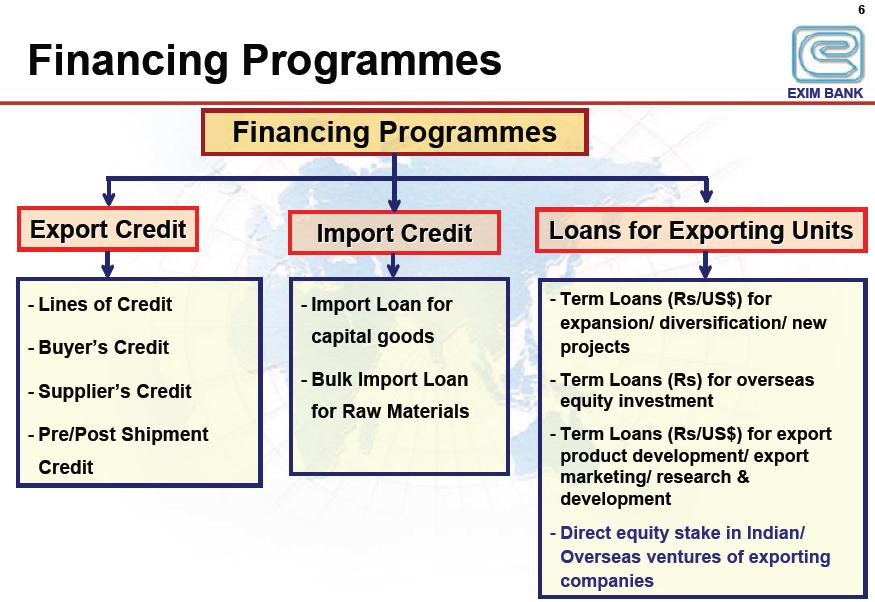 6
Financing Programmes
EXIM BANK
Financing Programmes
Export Credit
Import Credit
Loans for Exporting Units
- Lines of Credit
- Buyer’s Credit
- Supplier’s Credit
- Pre/Post Shipment
Credit
- Import Loan for
capital goods
- Bulk Import Loan
for Raw Materials
- Term Loans (Rs/US$) for
expansion/ diversification/ new
projects
- Term Loans (Rs) for overseas
equity investment
- Term Loans (Rs/US$) for export
product development/ export
marketing/ research &
development
- Direct equity stake in Indian/
Overseas ventures of exporting
companies